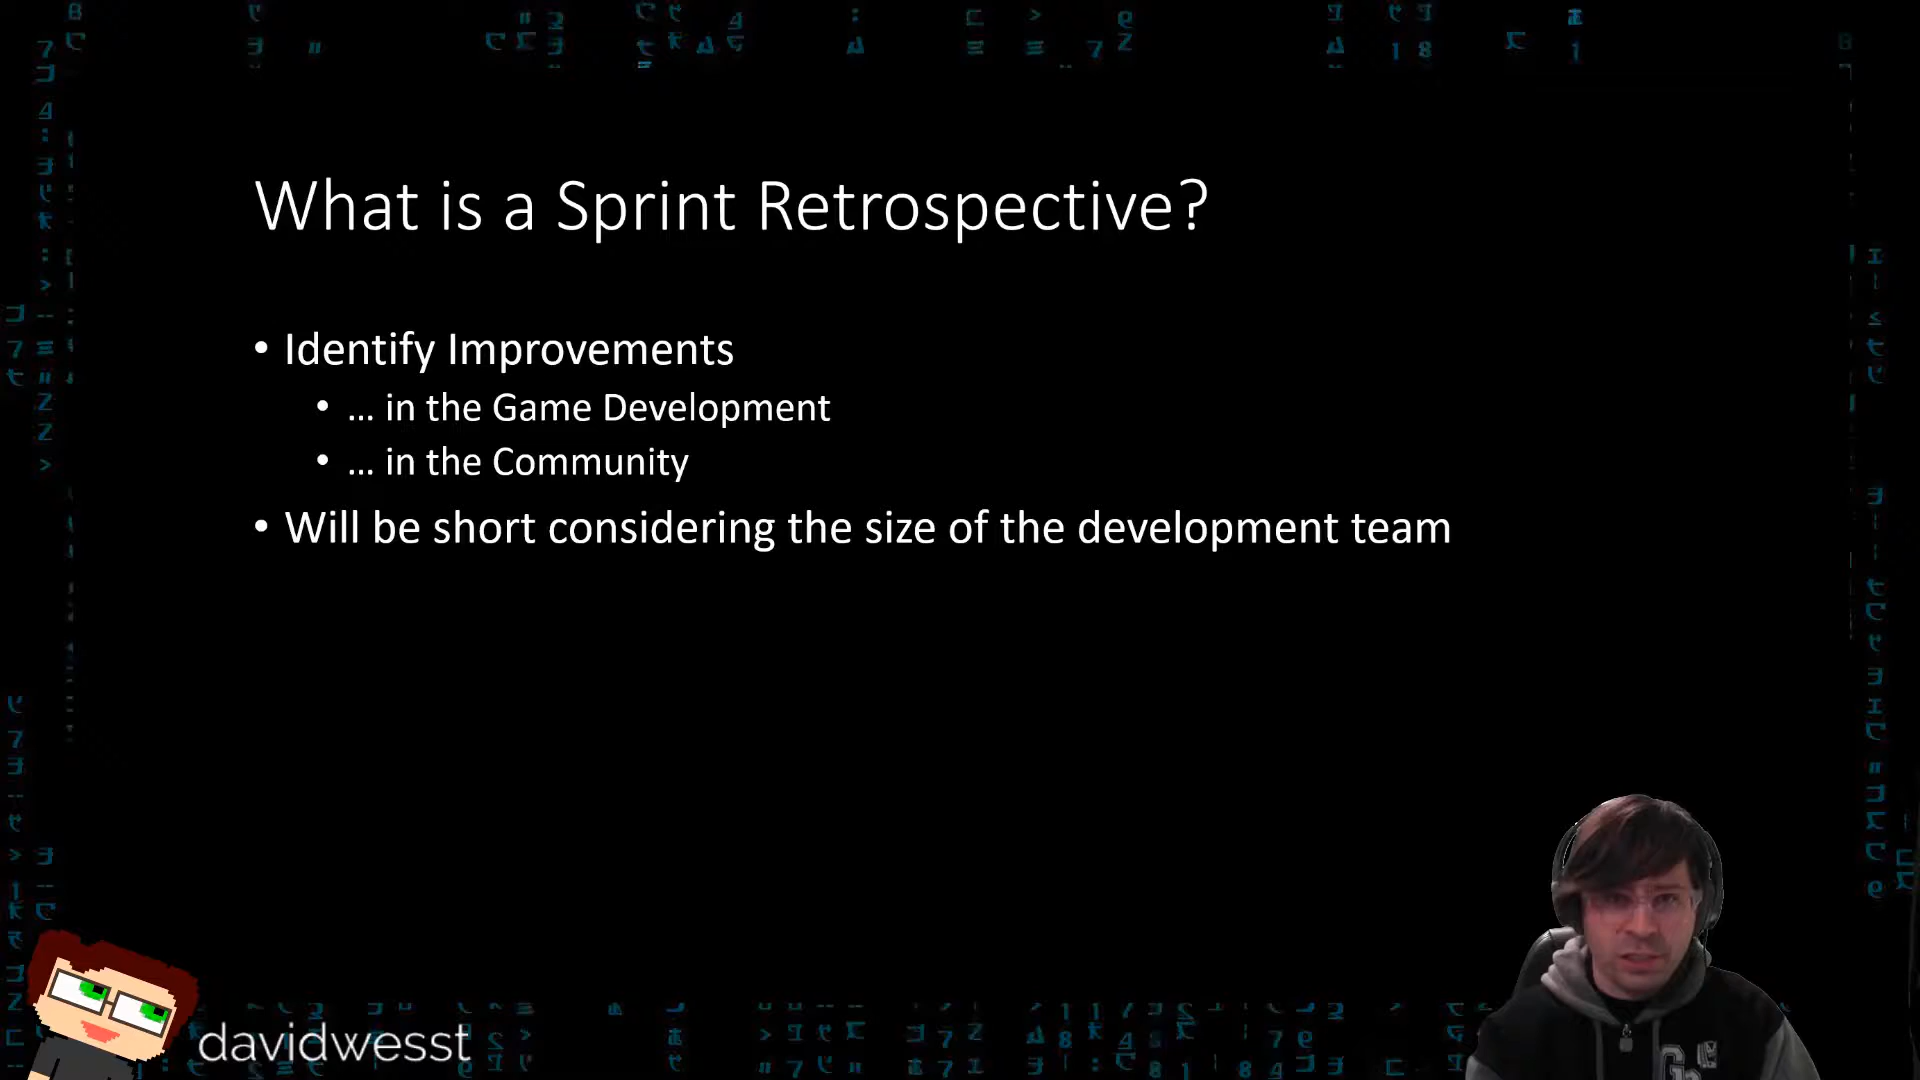 What is a Sprint Retrospective?
• Identify Improvements
• ... in the Game Development
• ... in the Community
• Will be short considering the size of the development team
davidwesst